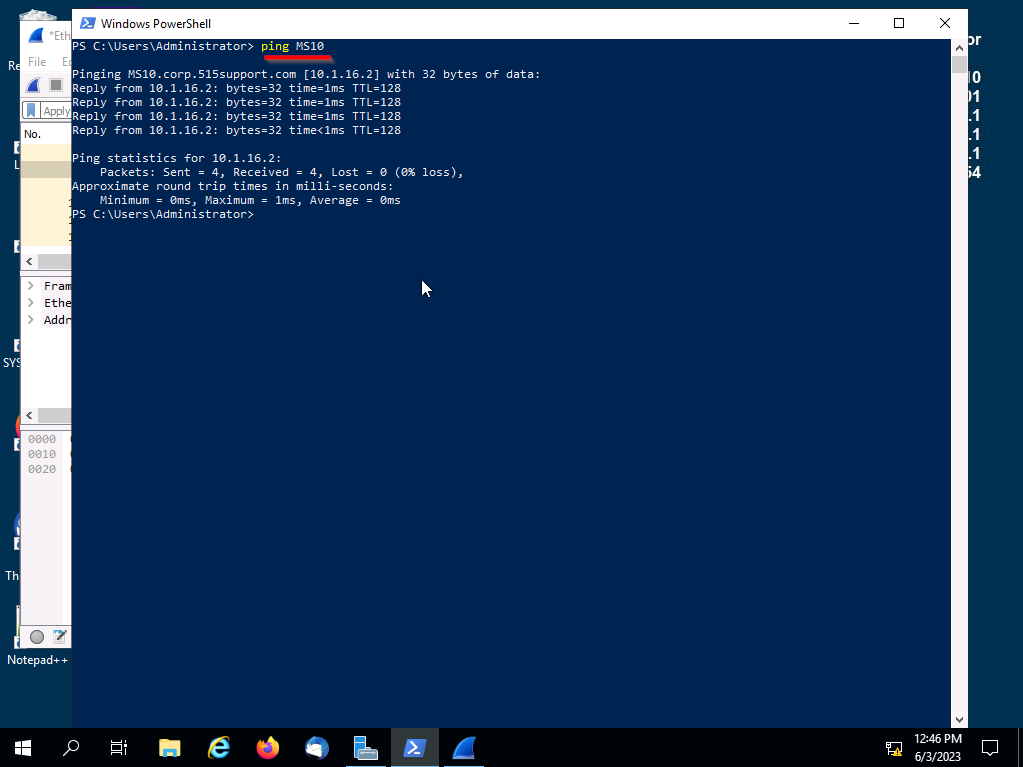 Windows PowerShell
PS C:\Users\Administrator> ping MS10
Pinging MS10.corp.515support.com [10.1.16.2] with 32 bytes of data:
Reply from 10.1.16.2: bytes=32 time=1ms TTL=128
Reply from 10.1.16.2: bytes=32 time=1ms TTL=128
Reply from 10.1.16.2: bytes=32 time=1ms TTL=128
Reply from 10.1.16.2: bytes=32 time<1ms TTL=128
Ping statistics for 10.1.16.2:
Packets: Sent = 4, Received = 4, Lost = 0 (0% loss),
Approximate round trip times in milli-seconds:
Minimum = 0ms, Maximum = 1ms, Average = 0ms
PS C:\Users\Administrator>
*Eth
File Ed
Apply
No.
Fram
Ethe
Addr
0000
0010
0020
Re
L
SYS
Th
Notepad++
or
10
01
.1
.1
.1
54
12:46 PM
6/3/2023